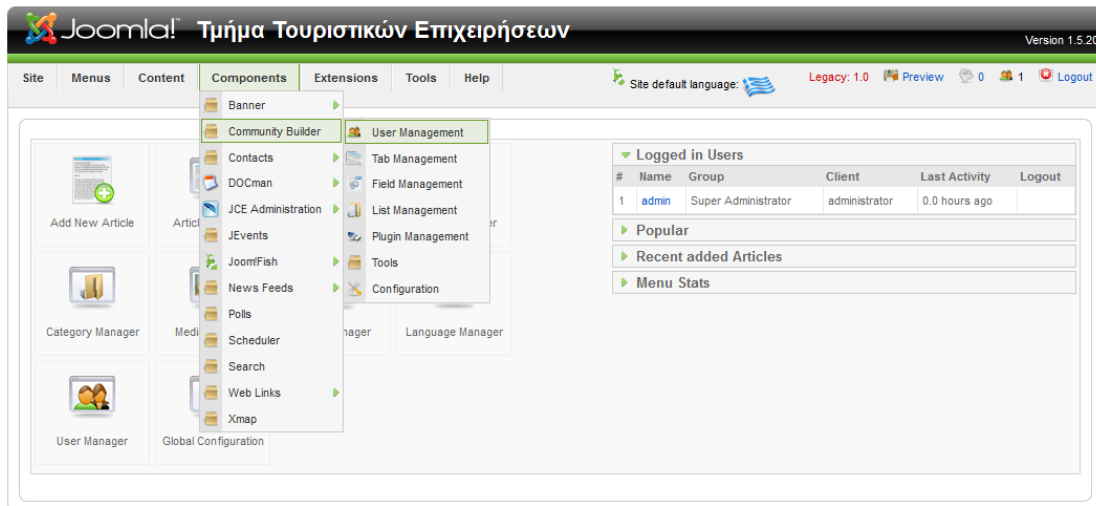 Joomla! Τμήμα Τουριστικών Επιχειρήσεων
Version 1.5.20
Site Menus Content Components Extensions Tools Help
Site default language:
Legacy: 1.0 Preview 0 1 Logout
Banner
Community Builder
Contacts
DOCman
JCE Administration
JEvents
Joom!Fish
News Feeds
Polls
Scheduler
Search
Web Links
Xmap
User Management
Tab Management
Field Management
List Management
Plugin Management
Tools
Configuration
Add New Article
Category Manager
Language Manager
User Manager
Global Configuration
Logged in Users
# Name Group Client Last Activity Logout
1 admin Super Administrator administrator 0.0 hours ago
Popular
Recent added Articles
Menu Stats